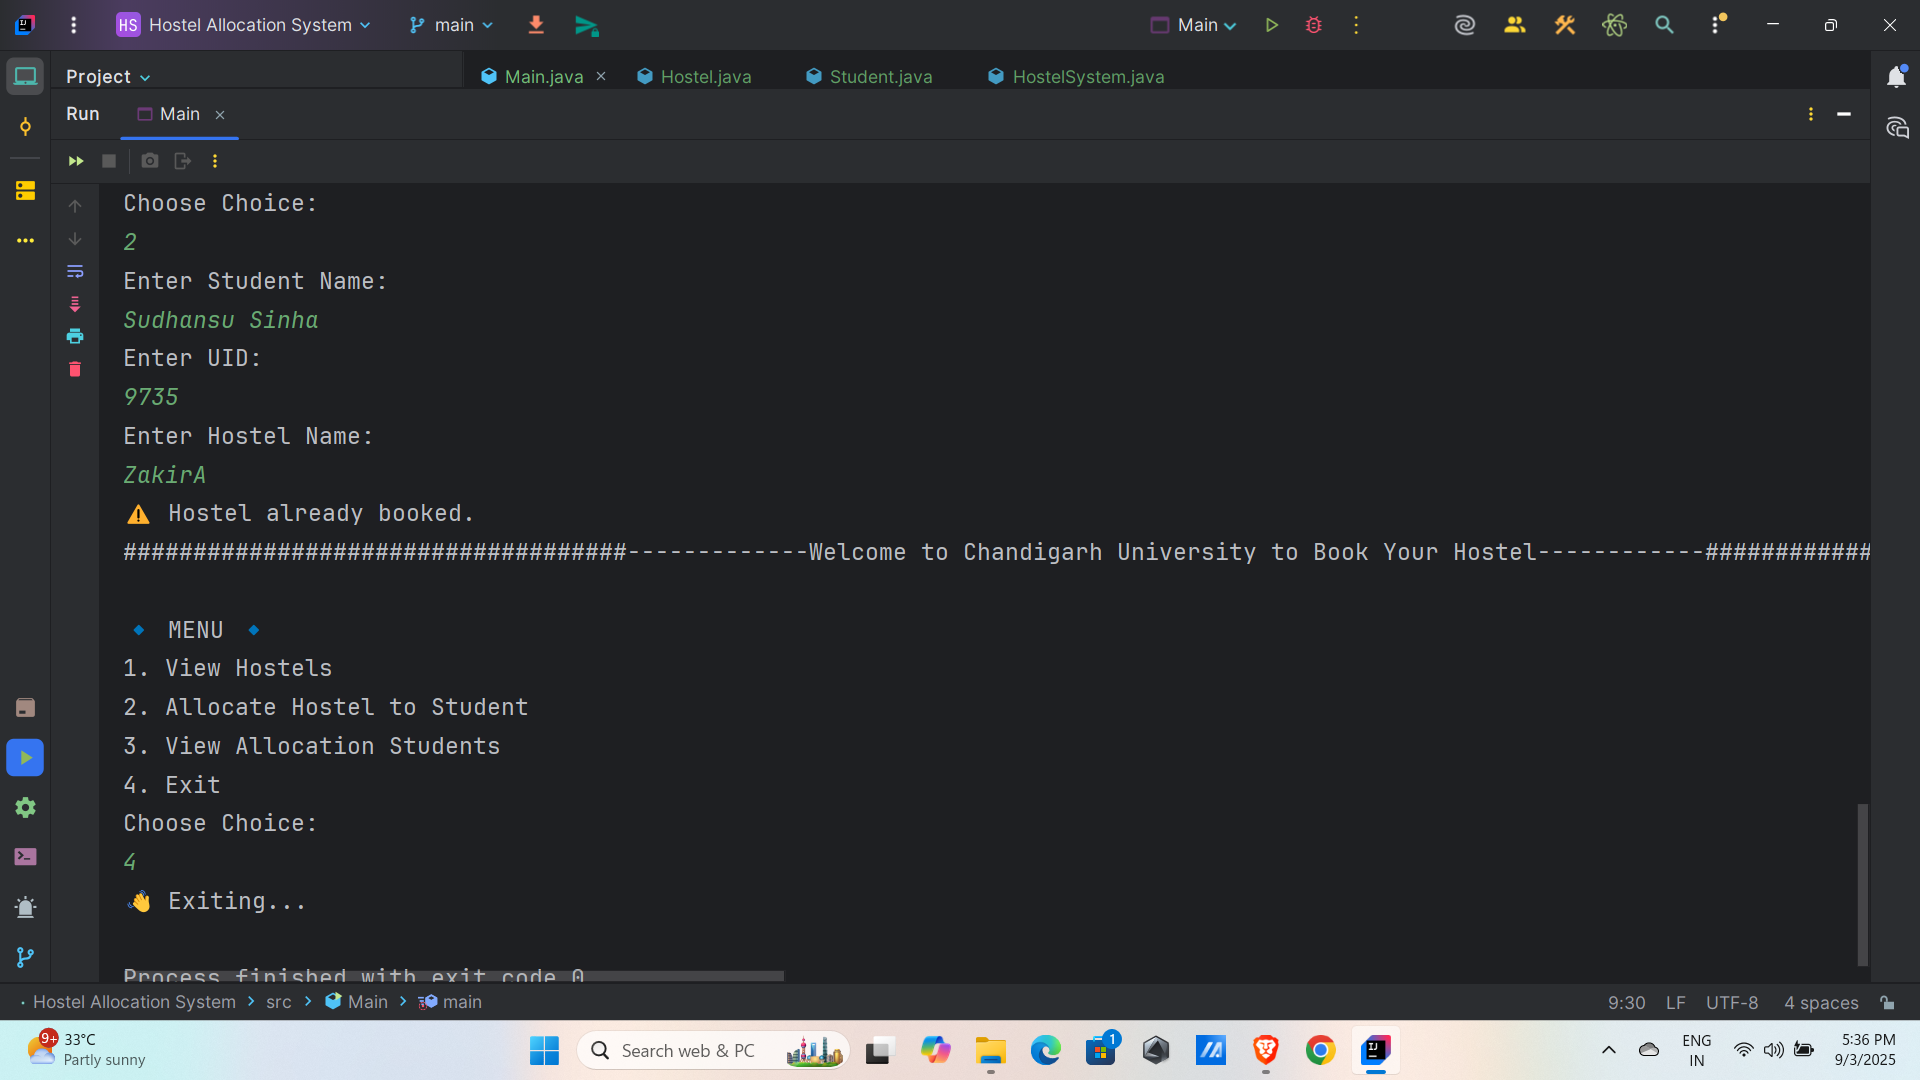 HS Hostel Allocation System main Main
Project Main.java Hostel.java Student.java HostelSystem.java
Run Main
Choose Choice:
2
Enter Student Name:
Sudhansu Sinha
Enter UID:
9735
Enter Hostel Name:
ZakirA
⚠️ Hostel already booked.
####################################-------------Welcome to Chandigarh University to Book Your Hostel------------############
🔹 MENU 🔹
1. View Hostels
2. Allocate Hostel to Student
3. View Allocation Students
4. Exit
Choose Choice:
4
👋 Exiting...
Process finished with exit code 0
Hostel Allocation System > src > Main > main 9:30 LF UTF-8 4 spaces
9+ 33°C Search web & PC 1 ENG 5:36 PM
Partly sunny IN 9/3/2025